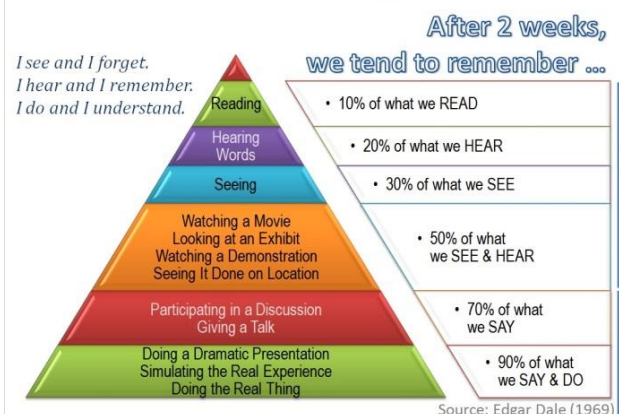 After 2 weeks,
we tend to remember ...
I see and I forget.
I hear and I remember.
I do and I understand.
Reading
• 10% of what we READ
Hearing
Words
• 20% of what we HEAR
Seeing
• 30% of what we SEE
Watching a Movie
Looking at an Exhibit
Watching a Demonstration
Seeing It Done on Location
• 50% of what
we SEE & HEAR
Participating in a Discussion
Giving a Talk
• 70% of what
we SAY
Doing a Dramatic Presentation
Simulating the Real Experience
Doing the Real Thing
• 90% of what
we SAY & DO
Source: Edgar Dale (1969)